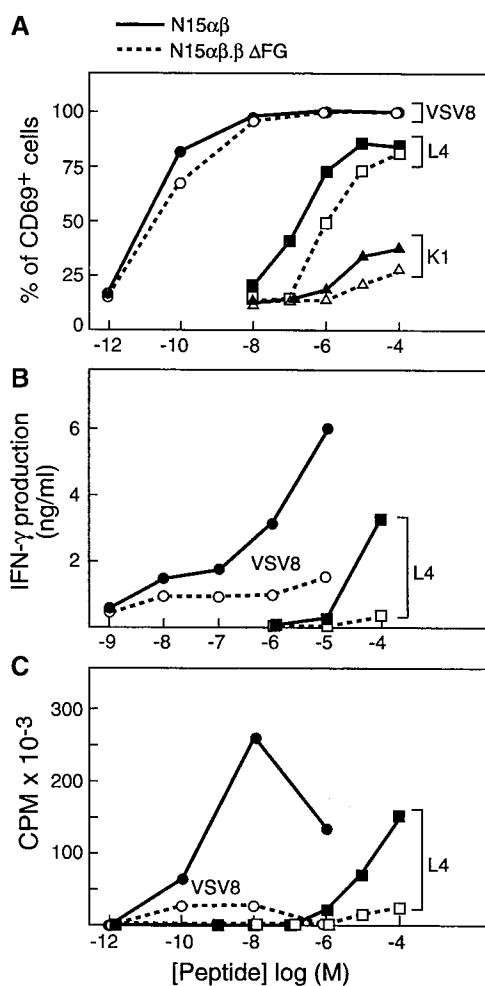 A
N15αβ
N15αβ.β ΔFG
% of CD69+ cells
100
75
50
25
0
VSV8
L4
K1
-12 -10 -8 -6 -4
B
IFN-γ production
(ng/ml)
6
4
2
VSV8
L4
-9 -8 -7 -6 -5 -4
C
CPM x 10-3
300
200
100
VSV8
L4
-12 -10 -8 -6 -4
[Peptide] log (M)